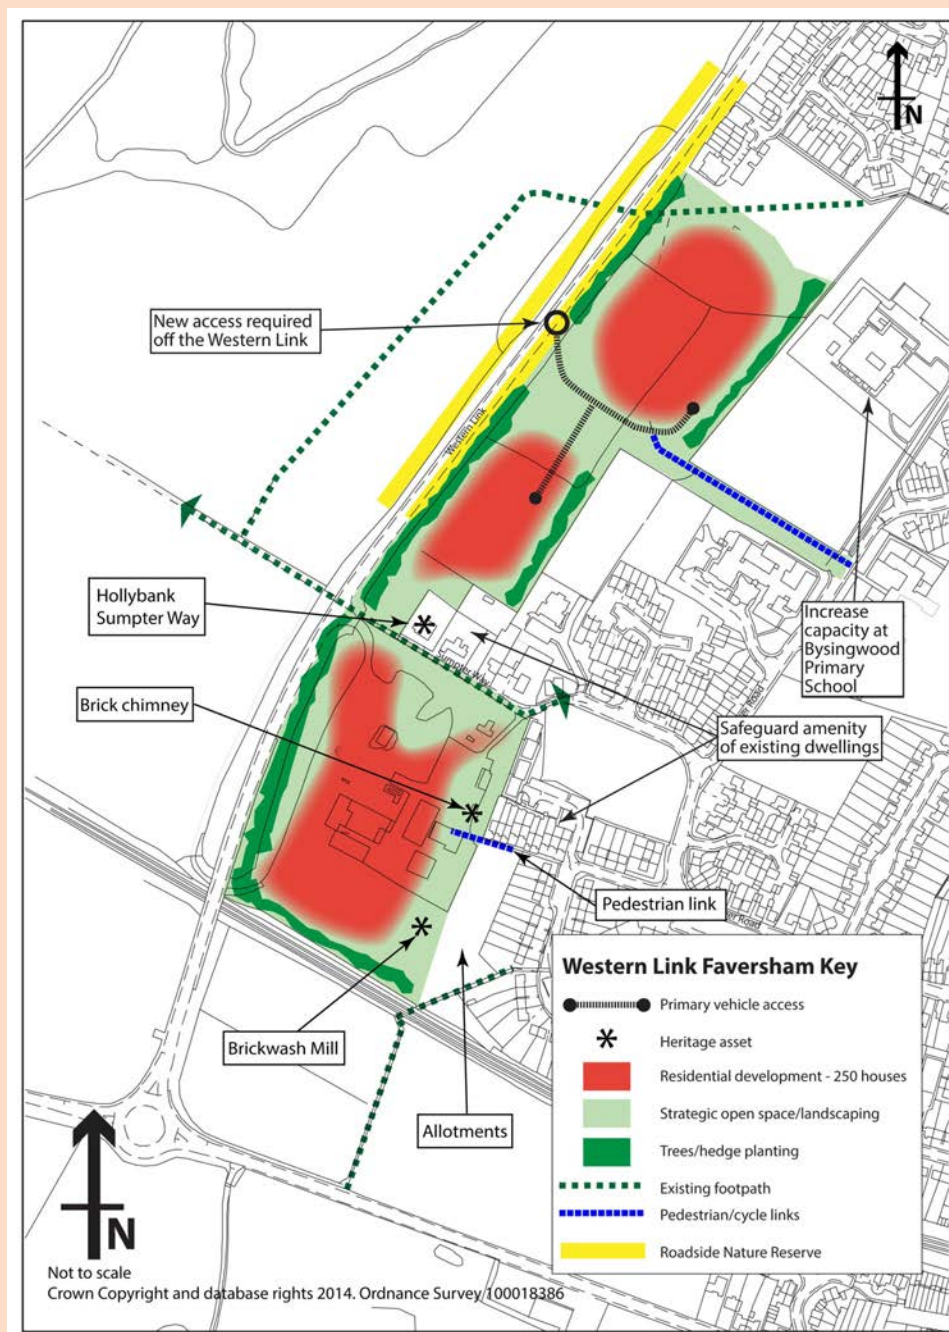 N
New access required
off the Western Link
Western Link
Hollybank
Sumpter Way
Sumpter Way
Brick chimney
Increase
capacity at
Bysingwood
Primary
School
Safeguard amenity
of existing dwellings
Pedestrian link
Road
Brickwash Mill
Allotments
Western Link Faversham Key
Primary vehicle access
Heritage asset
Residential development - 250 houses
Strategic open space/landscaping
Trees/hedge planting
Existing footpath
Pedestrian/cycle links
Roadside Nature Reserve
N
Not to scale
Crown Copyright and database rights 2014. Ordnance Survey 100018386